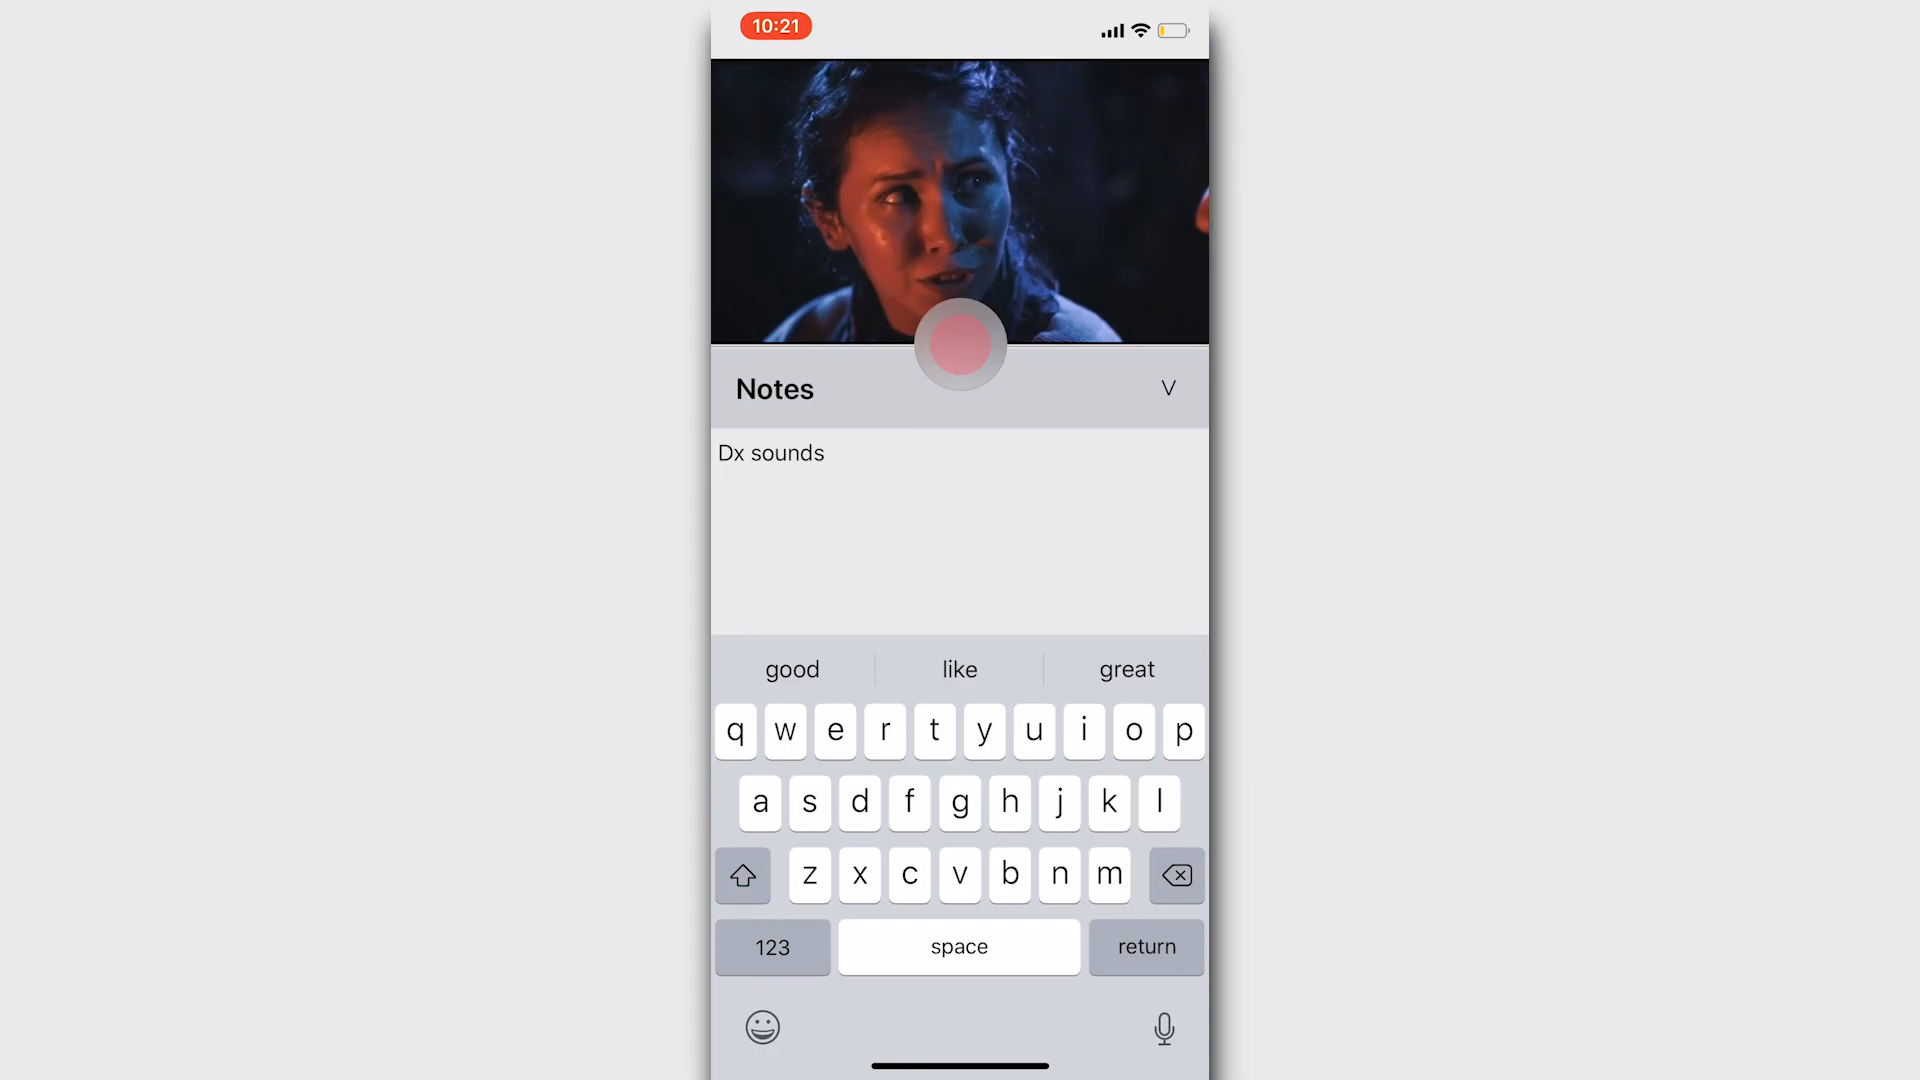 10:21
Notes
V
Dx sounds
good like great
q w e r t y u i o p
a s d f g h j k l
z x c v b n m
123 space return